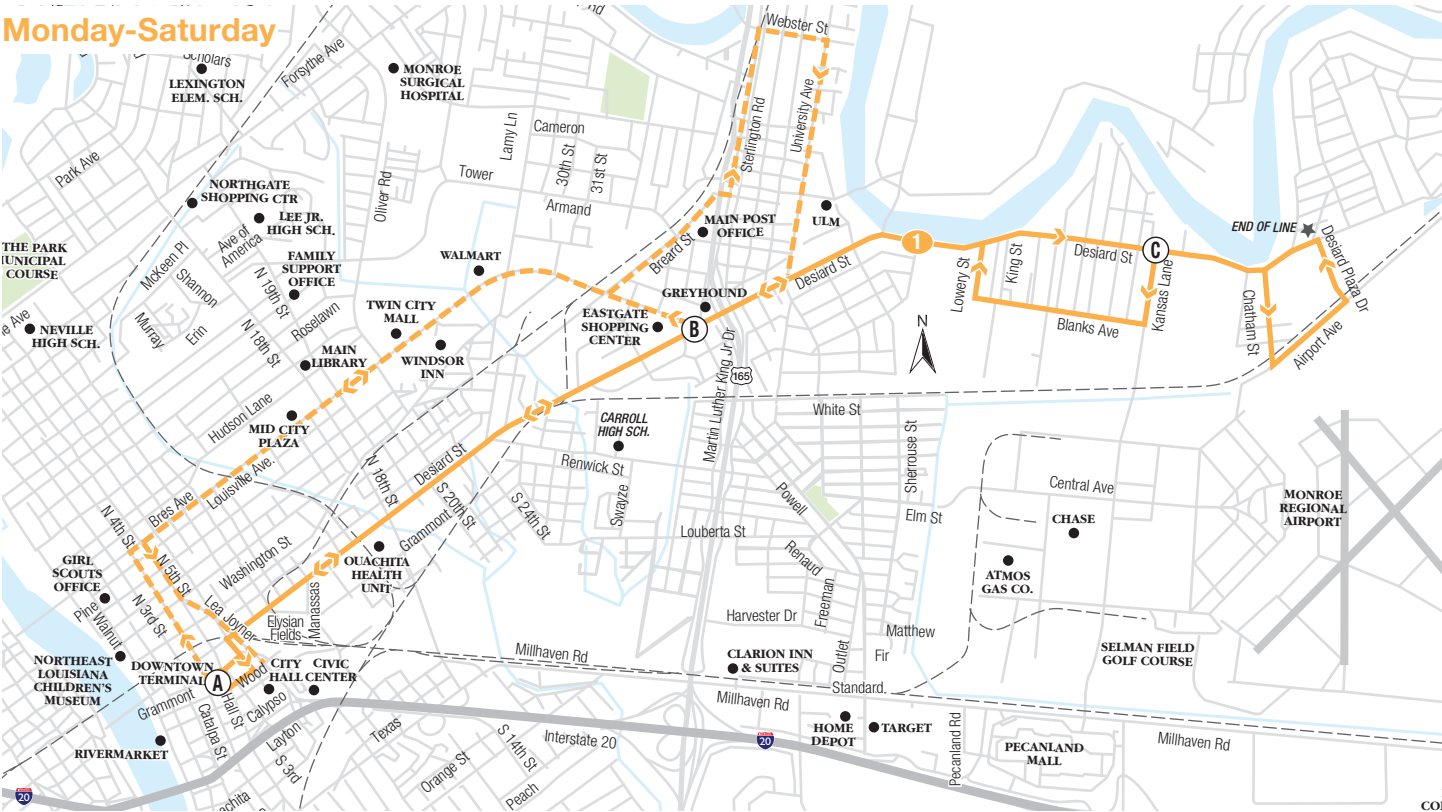 Monday-Saturday
Scholars
LEXINGTON
ELEM. SCH.
Forsythe Ave
MONROE
SURGICAL
HOSPITAL
Webster St
Park Ave
Lamy Ln
Cameron
30th St
31st St
Tower
Armand
Oliver Rd
Sterlington Rd
University Ave
NORTHGATE
SHOPPING CTR
LEE JR.
HIGH SCH.
Ave of
America
FAMILY
SUPPORT
OFFICE
THE PARK
UNICIPAL
COURSE
McKeen Pl
Shannon
Murray
Erin
N 19th St
N 18th St
Roselawn
NEVILLE
HIGH SCH.
WALMART
TWIN CITY
MALL
WINDSOR
INN
MAIN
LIBRARY
Hudson Lane
MID CITY
PLAZA
MAIN POST
OFFICE
Breard St
ULM
GREYHOUND
EASTGATE
SHOPPING
CENTER
B
Desiard St
1
END OF LINE
Desiard Plaza Dr
Lowery St
King St
Desiard St
C
Kansas Lane
Blanks Ave
Chatham St
Airport Ave
N
Martin Luther King Jr Dr
165
White St
CARROLL
HIGH SCH.
Renwick St
Swayze
Sherrouse St
Powell
Elm St
Louberta St
Renaud
Freeman
Harvester Dr
Matthew
Fir
Outlet
Standard
Central Ave
CHASE
ATMOS
GAS CO.
MONROE
REGIONAL
AIRPORT
SELMAN FIELD
GOLF COURSE
Bres Ave
Louisville Ave.
N 18th St
Desiard St
S 20th St
Grammont
S 24th St
N 4th St
N 5th St
Washington St
OUACHITA
HEALTH
UNIT
GIRL
SCOUTS
OFFICE
Pine
Walnut
N 3rd St
Lea Joyner
Elysian
Fields
Manassas
NORTHEAST
LOUISIANA
CHILDREN'S
MUSEUM
DOWNTOWN
TERMINAL
A
Wood
CITY
HALL
CIVIC
CENTER
Grammont
Hall St
Calypso
Catalpa St
Layton
S 3rd
RIVERMARKET
Millhaven Rd
CLARION INN
& SUITES
Millhaven Rd
HOME
DEPOT
TARGET
Pecanland Rd
PECANLAND
MALL
Millhaven Rd
Texas
Orange St
S 14th St
Peach
Interstate 20
20
20